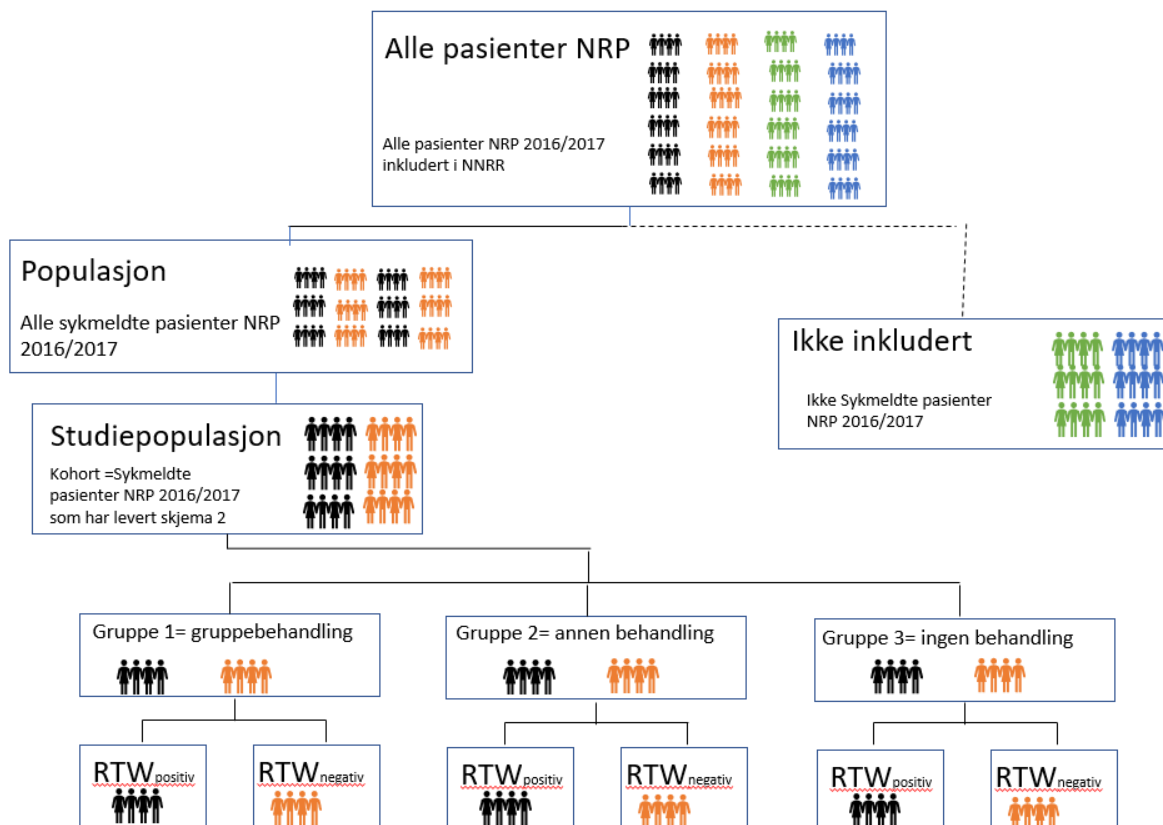 Alle pasienter NRP
Alle pasienter NRP 2016/2017
inkludert i NNRR
Populasjon
Alle sykmeldte pasienter NRP
2016/2017
Ikke inkludert
Ikke Sykmeldte pasienter
NRP 2016/2017
Studiepopulasjon
Kohort =Sykmeldte
pasienter NRP 2016/2017
som har levert skjema 2
Gruppe 1= gruppebehandling
Gruppe 2= annen behandling
Gruppe 3= ingen behandling
RTWpositiv
RTWnegativ
RTWpositiv
RTWnegativ
RTWpositiv
RTWnegativ